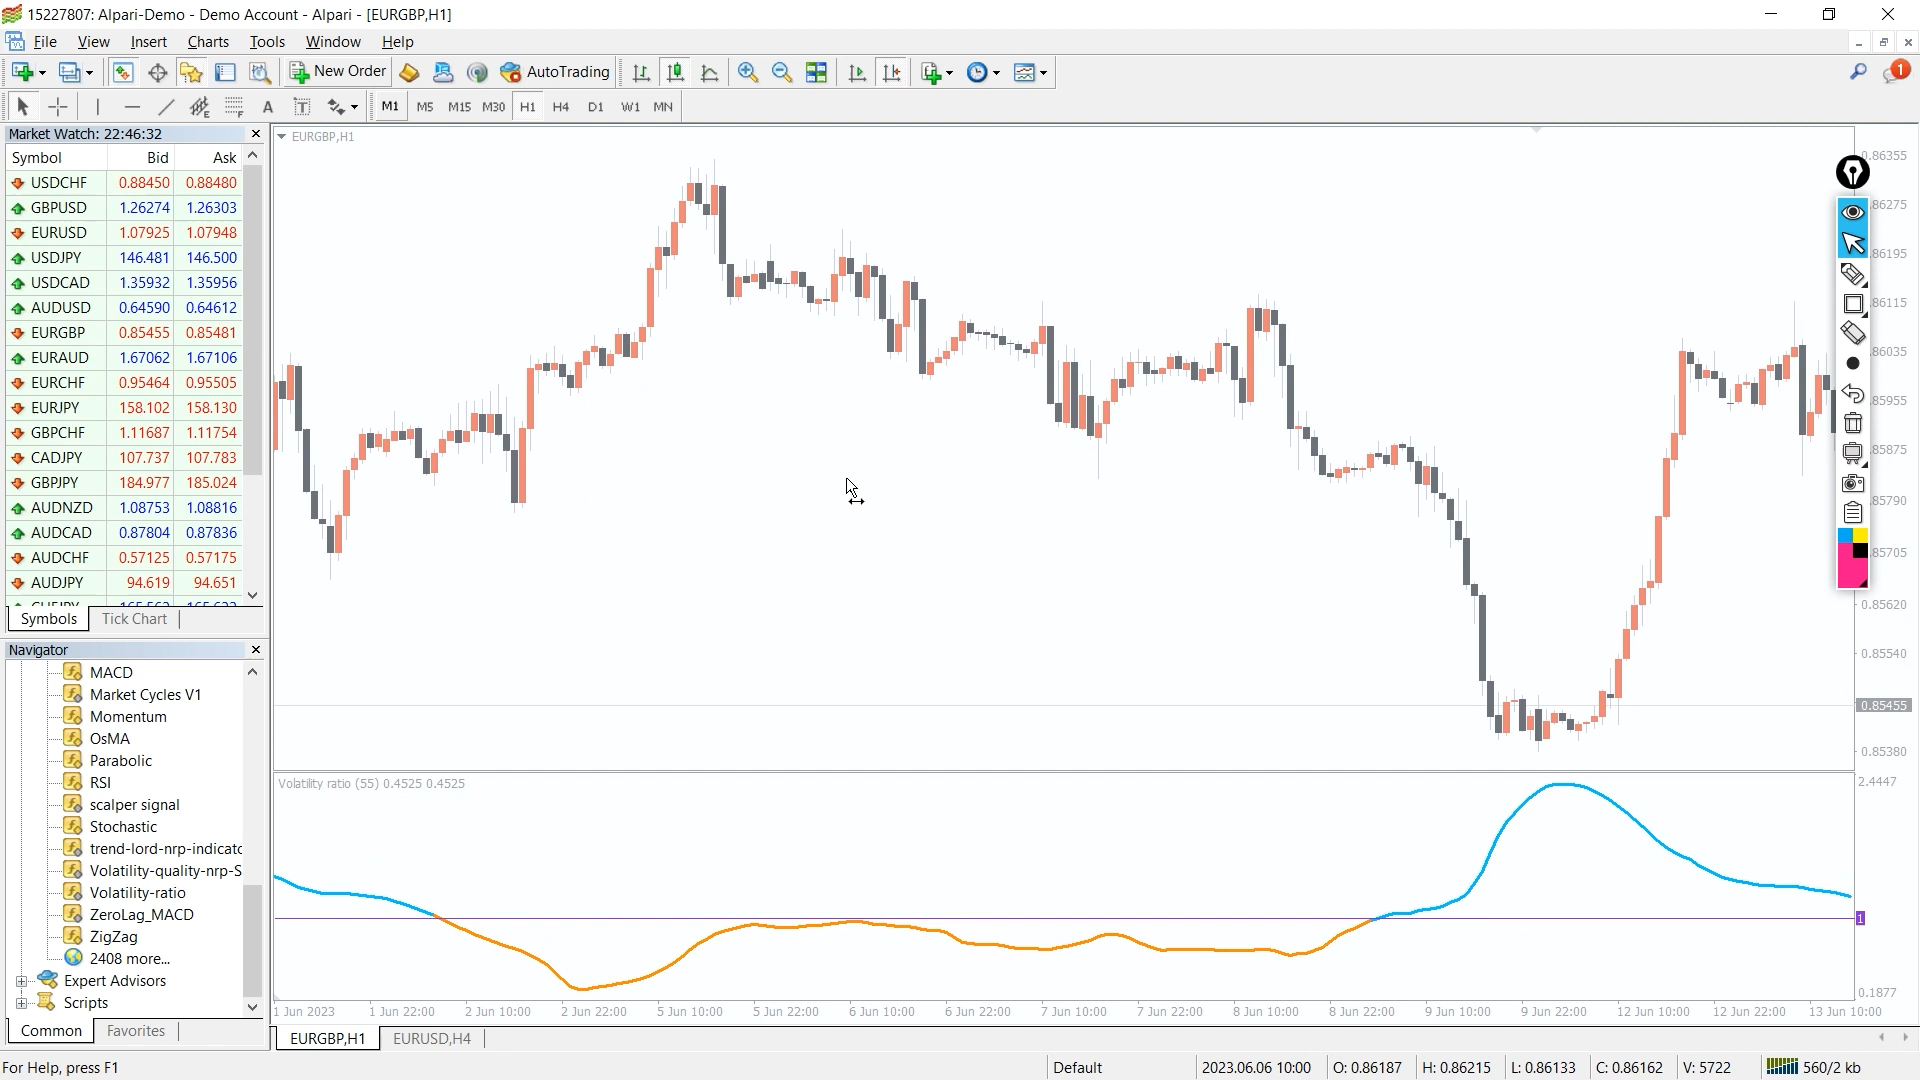 15227807: Alpari-Demo - Demo Account - Alpari - [EURGBP,H1]
File View Insert Charts Tools Window Help
New Order AutoTrading 1
A T M1 M5 M15 M30 H1 H4 D1 W1 MN
Market Watch: 22:46:32
Symbol Bid Ask
USDCHF 0.88450 0.88480
GBPUSD 1.26274 1.26303
EURUSD 1.07925 1.07948
USDJPY 146.481 146.500
USDCAD 1.35932 1.35956
AUDUSD 0.64590 0.64612
EURGBP 0.85455 0.85481
EURAUD 1.67062 1.67106
EURCHF 0.95464 0.95505
EURJPY 158.102 158.130
GBPCHF 1.11687 1.11754
CADJPY 107.737 107.783
GBPJPY 184.977 185.024
AUDNZD 1.08753 1.08816
AUDCAD 0.87804 0.87836
AUDCHF 0.57125 0.57175
AUDJPY 94.619 94.651
Symbols Tick Chart
Navigator
MACD
Market Cycles V1
Momentum
OsMA
Parabolic
RSI
scalper signal
Stochastic
trend-lord-nrp-indicatc
Volatility-quality-nrp-S
Volatility-ratio
ZeroLag_MACD
ZigZag
2408 more...
Expert Advisors
Scripts
Common Favorites
EURGBP,H1
0.86355
86275
86195
86115
86035
85955
85875
85790
85705
0.85620
0.85540
0.85455
0.85380
Volatility ratio (55) 0.4525 0.4525
2.4447
1
0.1877
1 Jun 2023 1 Jun 22:00 2 Jun 10:00 2 Jun 22:00 5 Jun 10:00 5 Jun 22:00 6 Jun 10:00 6 Jun 22:00 7 Jun 10:00 7 Jun 22:00 8 Jun 10:00 8 Jun 22:00 9 Jun 10:00 9 Jun 22:00 12 Jun 10:00 12 Jun 22:00 13 Jun 10:00
EURGBP,H1 EURUSD,H4
For Help, press F1 Default 2023.06.06 10:00 O: 0.86187 H: 0.86215 L: 0.86133 C: 0.86162 V: 5722 560/2 kb